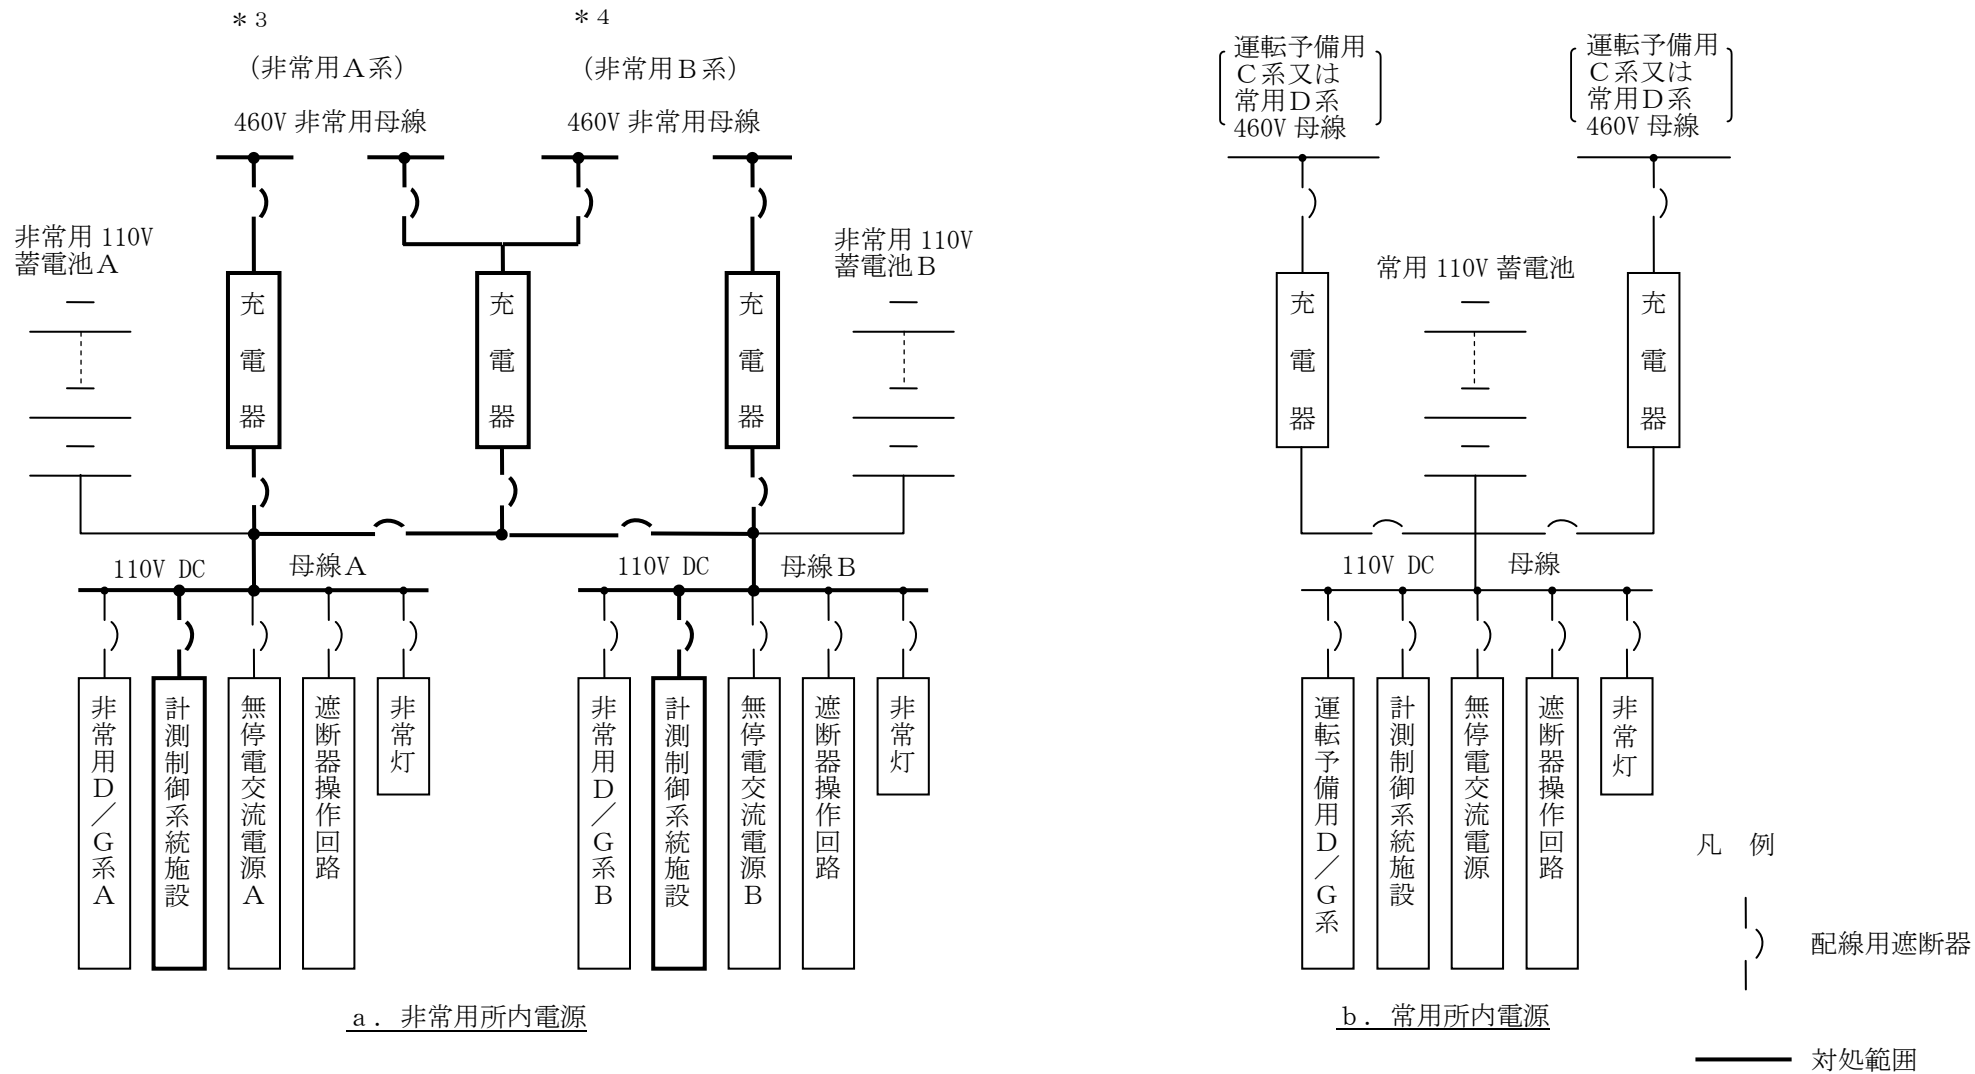 ＊3
＊4
（非常用Ａ系）
（非常用Ｂ系）
460V 非常用母線
460V 非常用母線
運転予備用
Ｃ系又は
常用Ｄ系
460V 母線
運転予備用
Ｃ系又は
常用Ｄ系
460V 母線
非常用 110V
蓄電池Ａ
非常用 110V
蓄電池Ｂ
常用 110V 蓄電池
充電器
充電器
充電器
充電器
充電器
110V DC
母線Ａ
110V DC
母線Ｂ
110V DC
母線
非常用Ｄ／Ｇ系Ａ
計測制御系統施設
無停電交流電源Ａ
遮断器操作回路
非常灯
非常用Ｄ／Ｇ系Ｂ
計測制御系統施設
無停電交流電源Ｂ
遮断器操作回路
非常灯
運転予備用Ｄ／Ｇ系
計測制御系統施設
無停電交流電源
遮断器操作回路
非常灯
ａ．非常用所内電源
ｂ．常用所内電源
凡　例
配線用遮断器
対処範囲